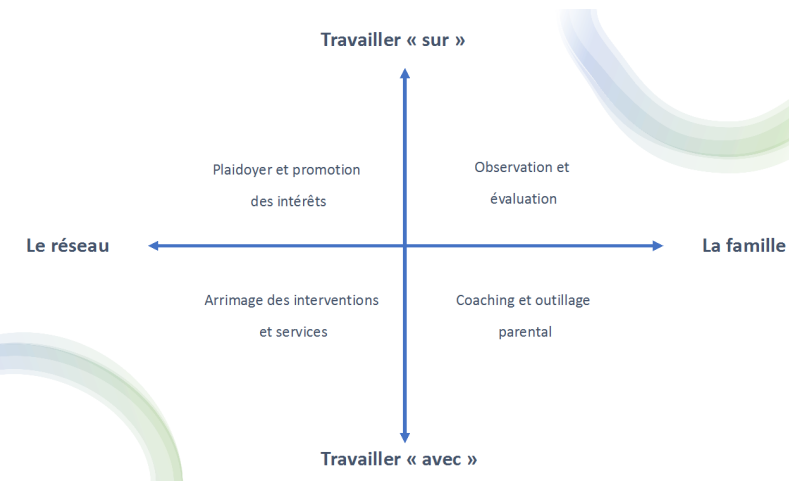 Travailler « sur »
Plaidoyer et promotion
des intérêts
Observation et
évaluation
Le réseau
La famille
Arrimage des interventions
et services
Coaching et outillage
parental
Travailler « avec »